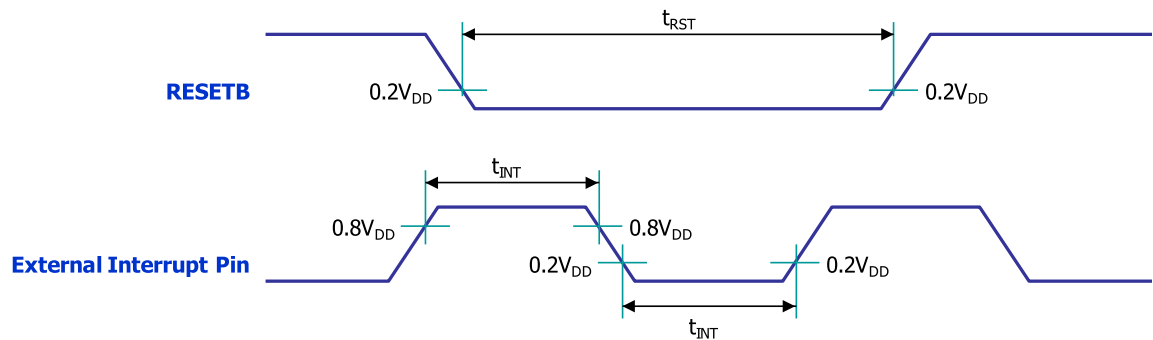 tRST
RESETB
0.2VDD
0.2VDD
tINT
0.8VDD
0.8VDD
External Interrupt Pin
0.2VDD
0.2VDD
tINT